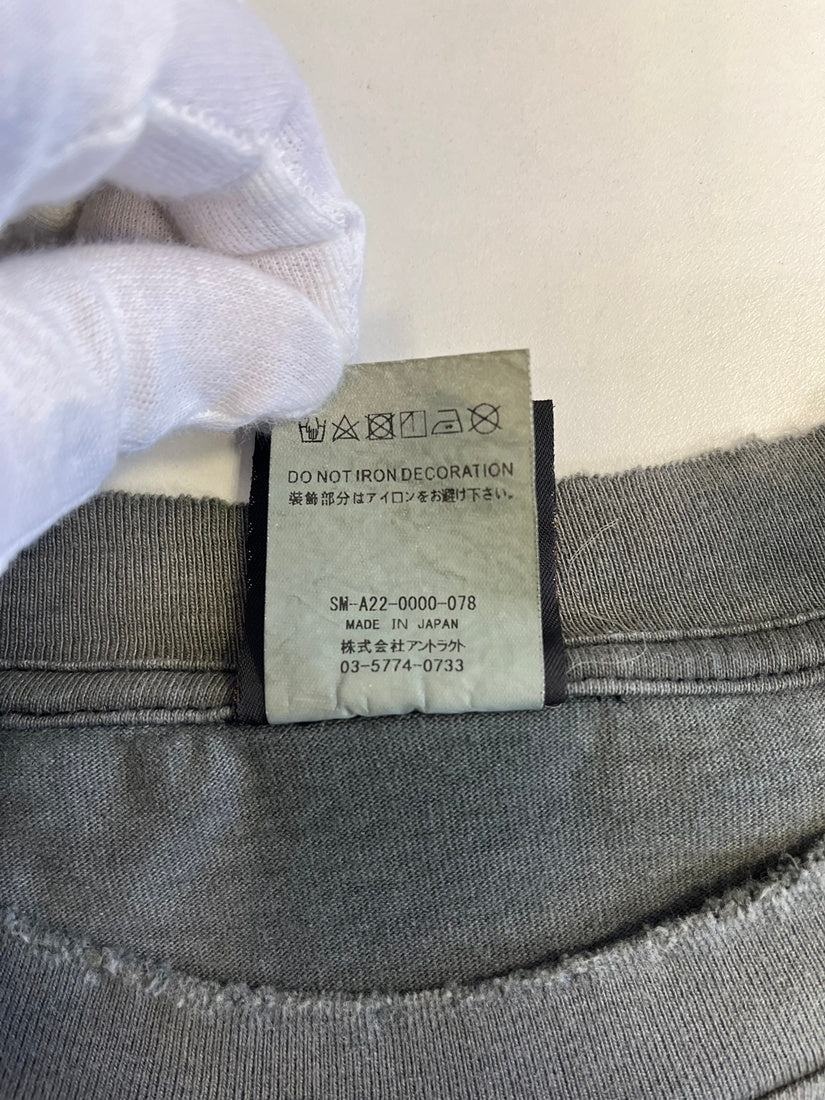 DO NOT IRON DECORATION
装飾部分はアイロンをお避け下さい。
SM-A22-0000-078
MADE IN JAPAN
株式会社アントラクト
03-5774-0733